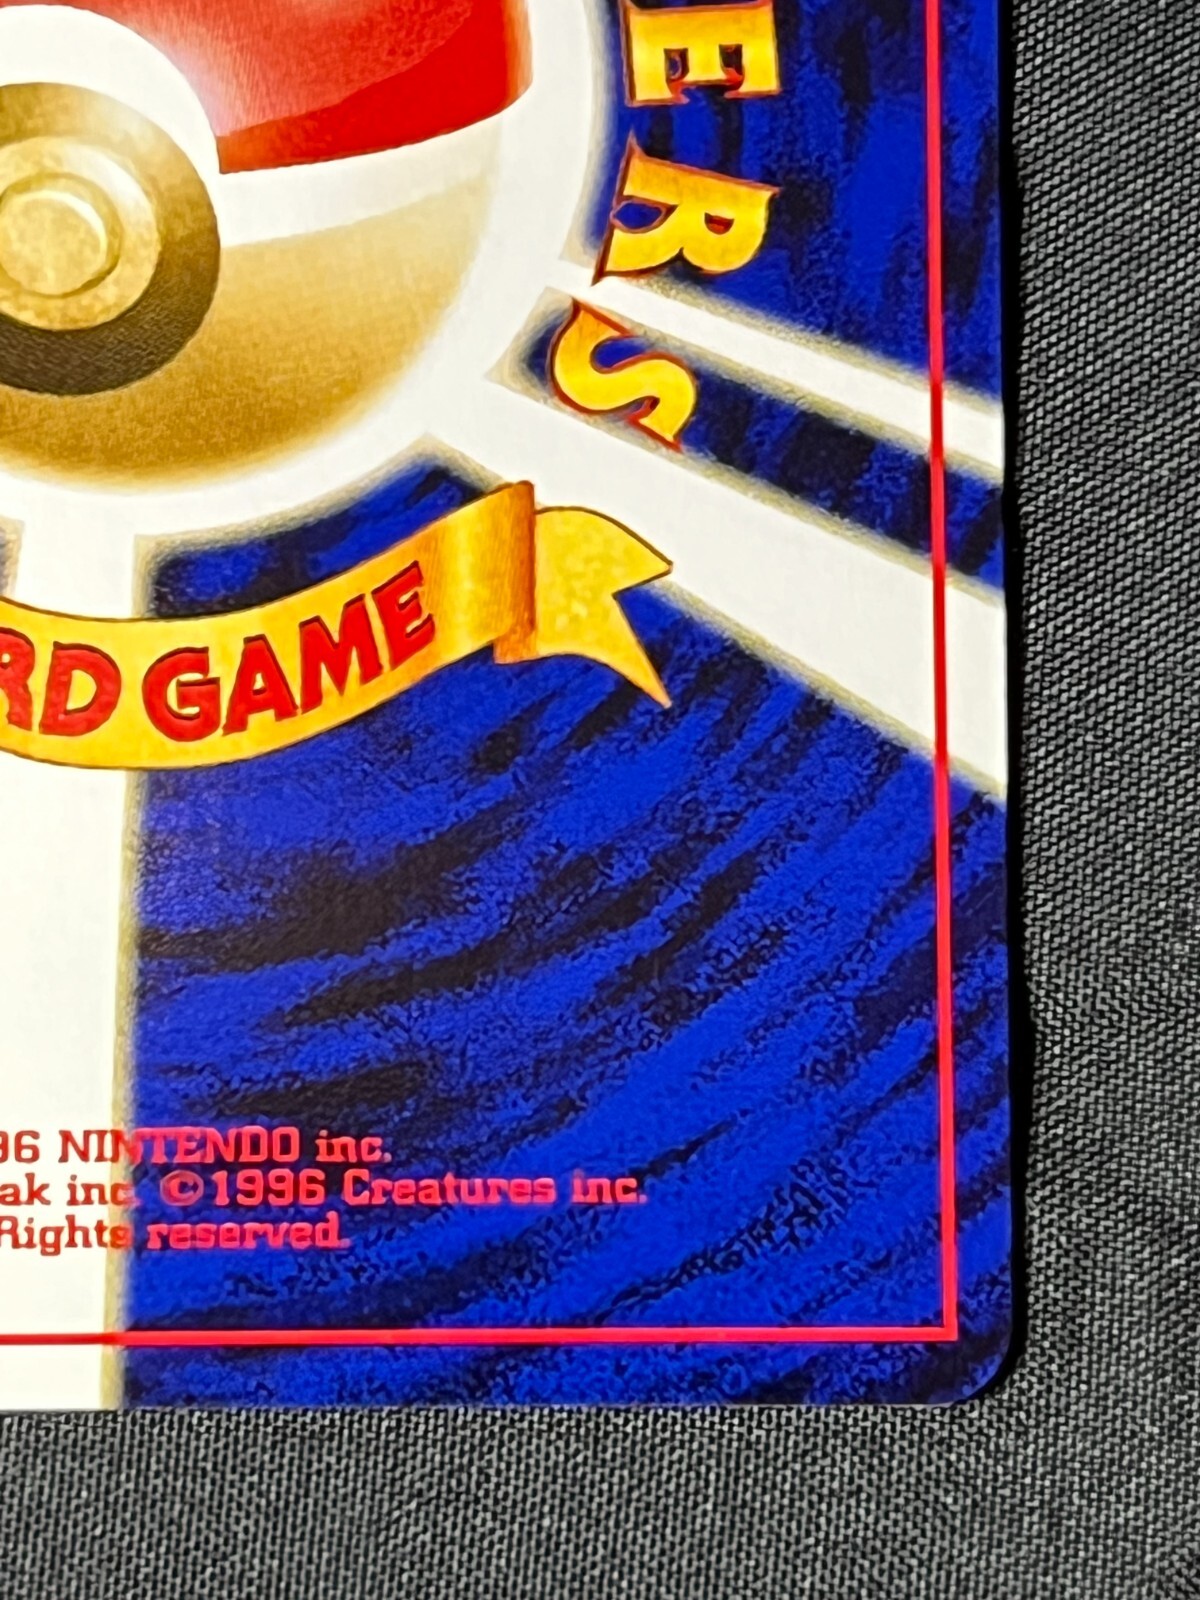 ERS
RD GAME
96 NINTENDO inc.
ak inc. ©1996 Creatures inc.
Rights reserved.